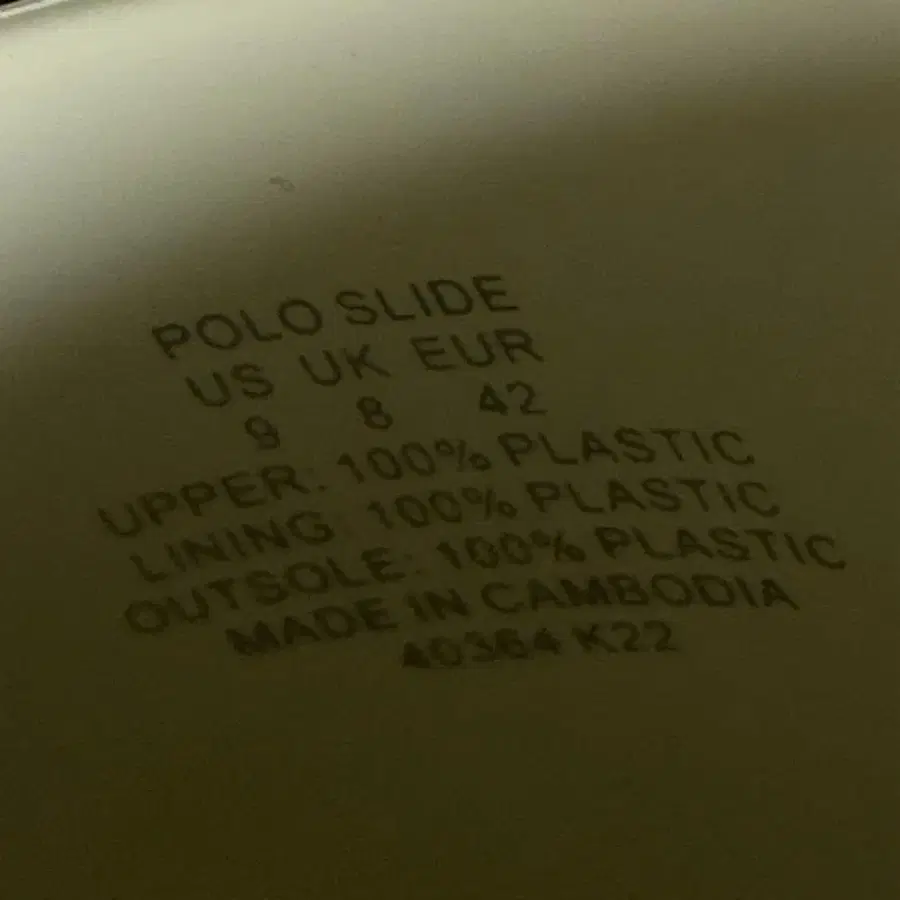 POLO SLIDE
US UK EUR
9 8 42
UPPER: 100% PLASTIC
LINING: 100% PLASTIC
OUTSOLE: 100% PLASTIC
MADE IN CAMBODIA
40364 K22